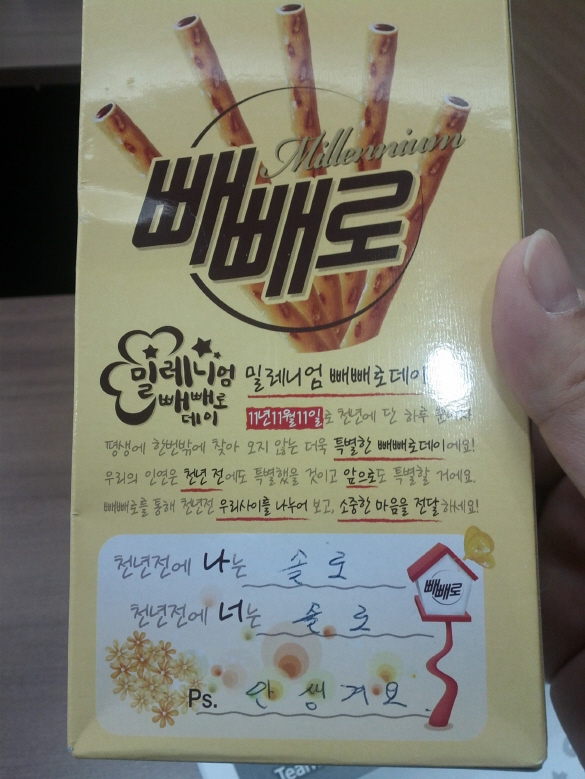 Millennium
빼빼로
밀레니엄
빼빼로
데이
밀레니엄 빼빼로데이
11년11월11일로 천년에 단 하루
평생에 한번밖에 찾아 오지 않는 더욱 특별한 빼빼로데이에요!
우리의 인연은 천년 전에도 특별했을 것이고 앞으로도 특별할 거에요.
빼빼로를 통해 천년전 우리사이를 나누어 보고, 소중한 마음을 전달하세요!
천년전에 나는 솔로
빼빼로
천년전에 너는 솔로
Ps. 안 생겨요.
Team